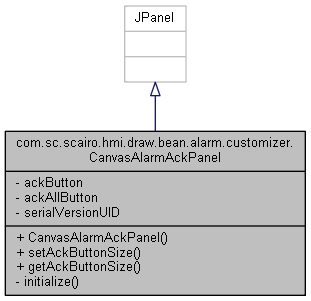 JPanel
com.sc.scairo.hmi.draw.bean.alarm.customizer.
CanvasAlarmAckPanel
- ackButton
- ackAllButton
- serialVersionUID
+ CanvasAlarmAckPanel()
+ setAckButtonSize()
+ getAckButtonSize()
- initialize()